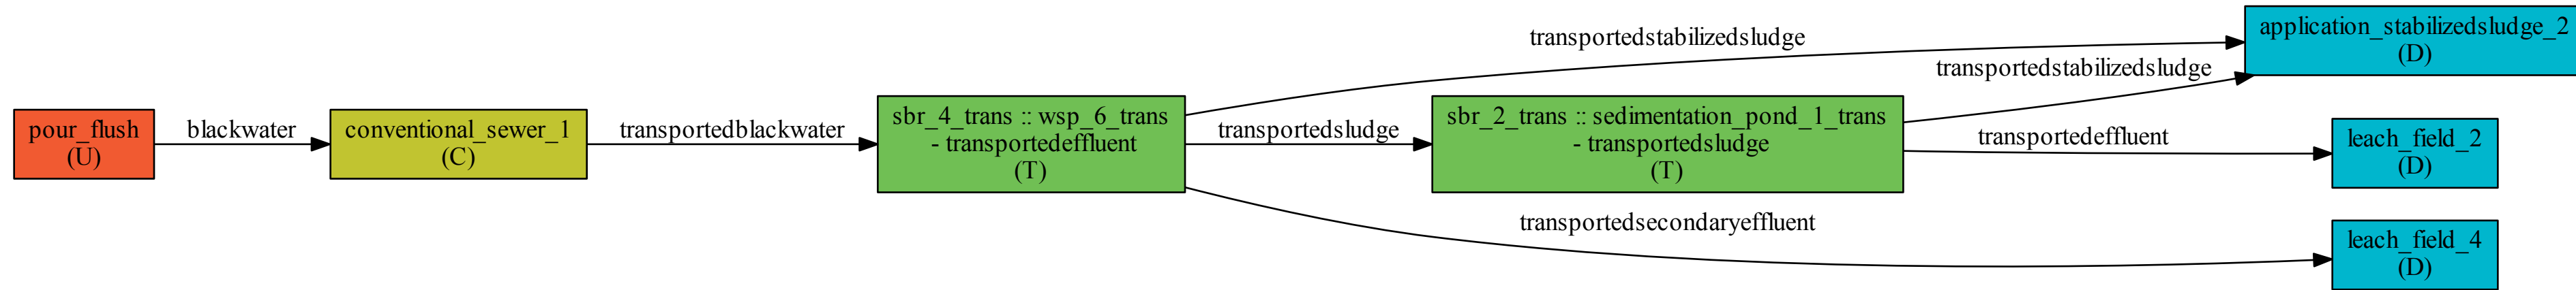 pour_flush
(U)
blackwater
conventional_sewer_1
(C)
transportedblackwater
sbr_4_trans :: wsp_6_trans
- transportedeffluent
(T)
transportedstabilizedsludge
transportedsludge
transportedsecondaryeffluent
sbr_2_trans :: sedimentation_pond_1_trans
- transportedsludge
(T)
transportedstabilizedsludge
transportedeffluent
application_stabilizedsludge_2
(D)
leach_field_2
(D)
leach_field_4
(D)